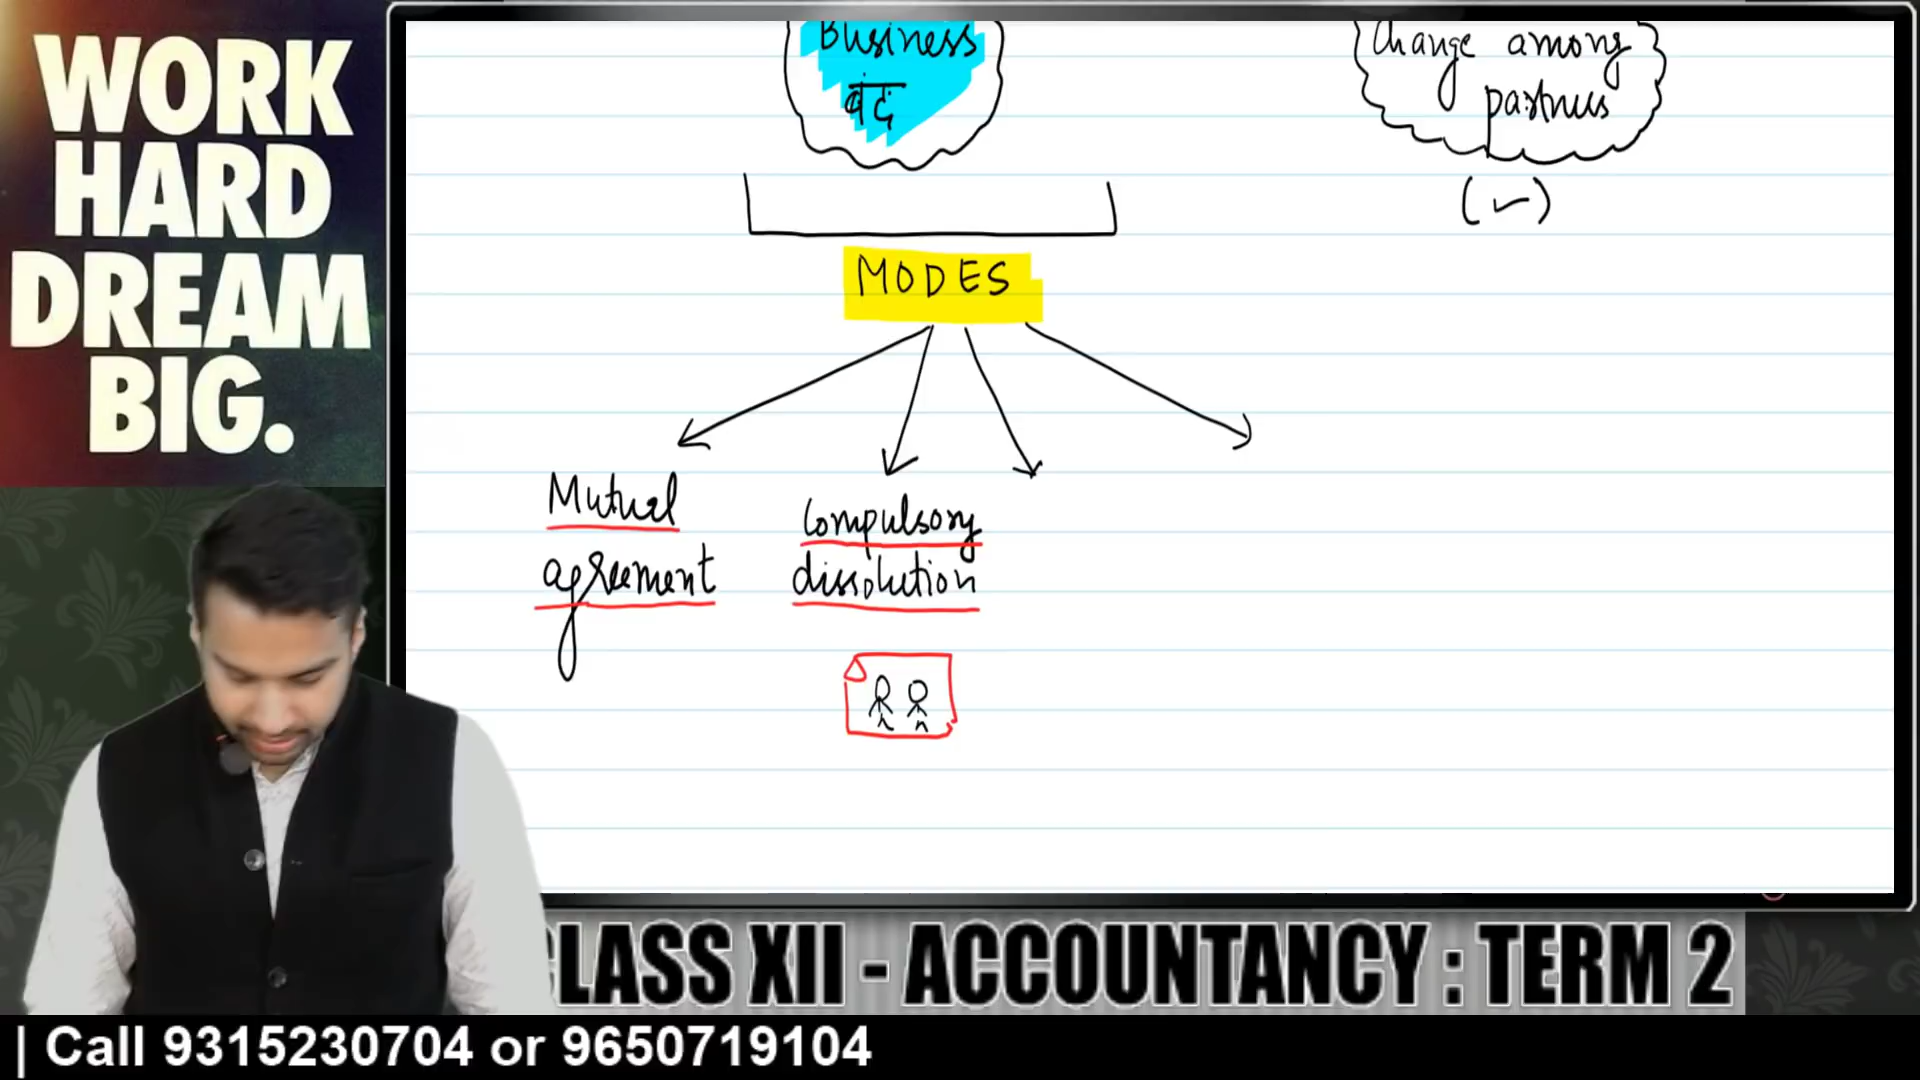 WORK
HARD
DREAM
BIG.
Business
बंद
Change among
partners
(✓)
MODES
Mutual
agreement
Compulsory
dissolution
CLASS XII - ACCOUNTANCY : TERM 2
| Call 9315230704 or 9650719104